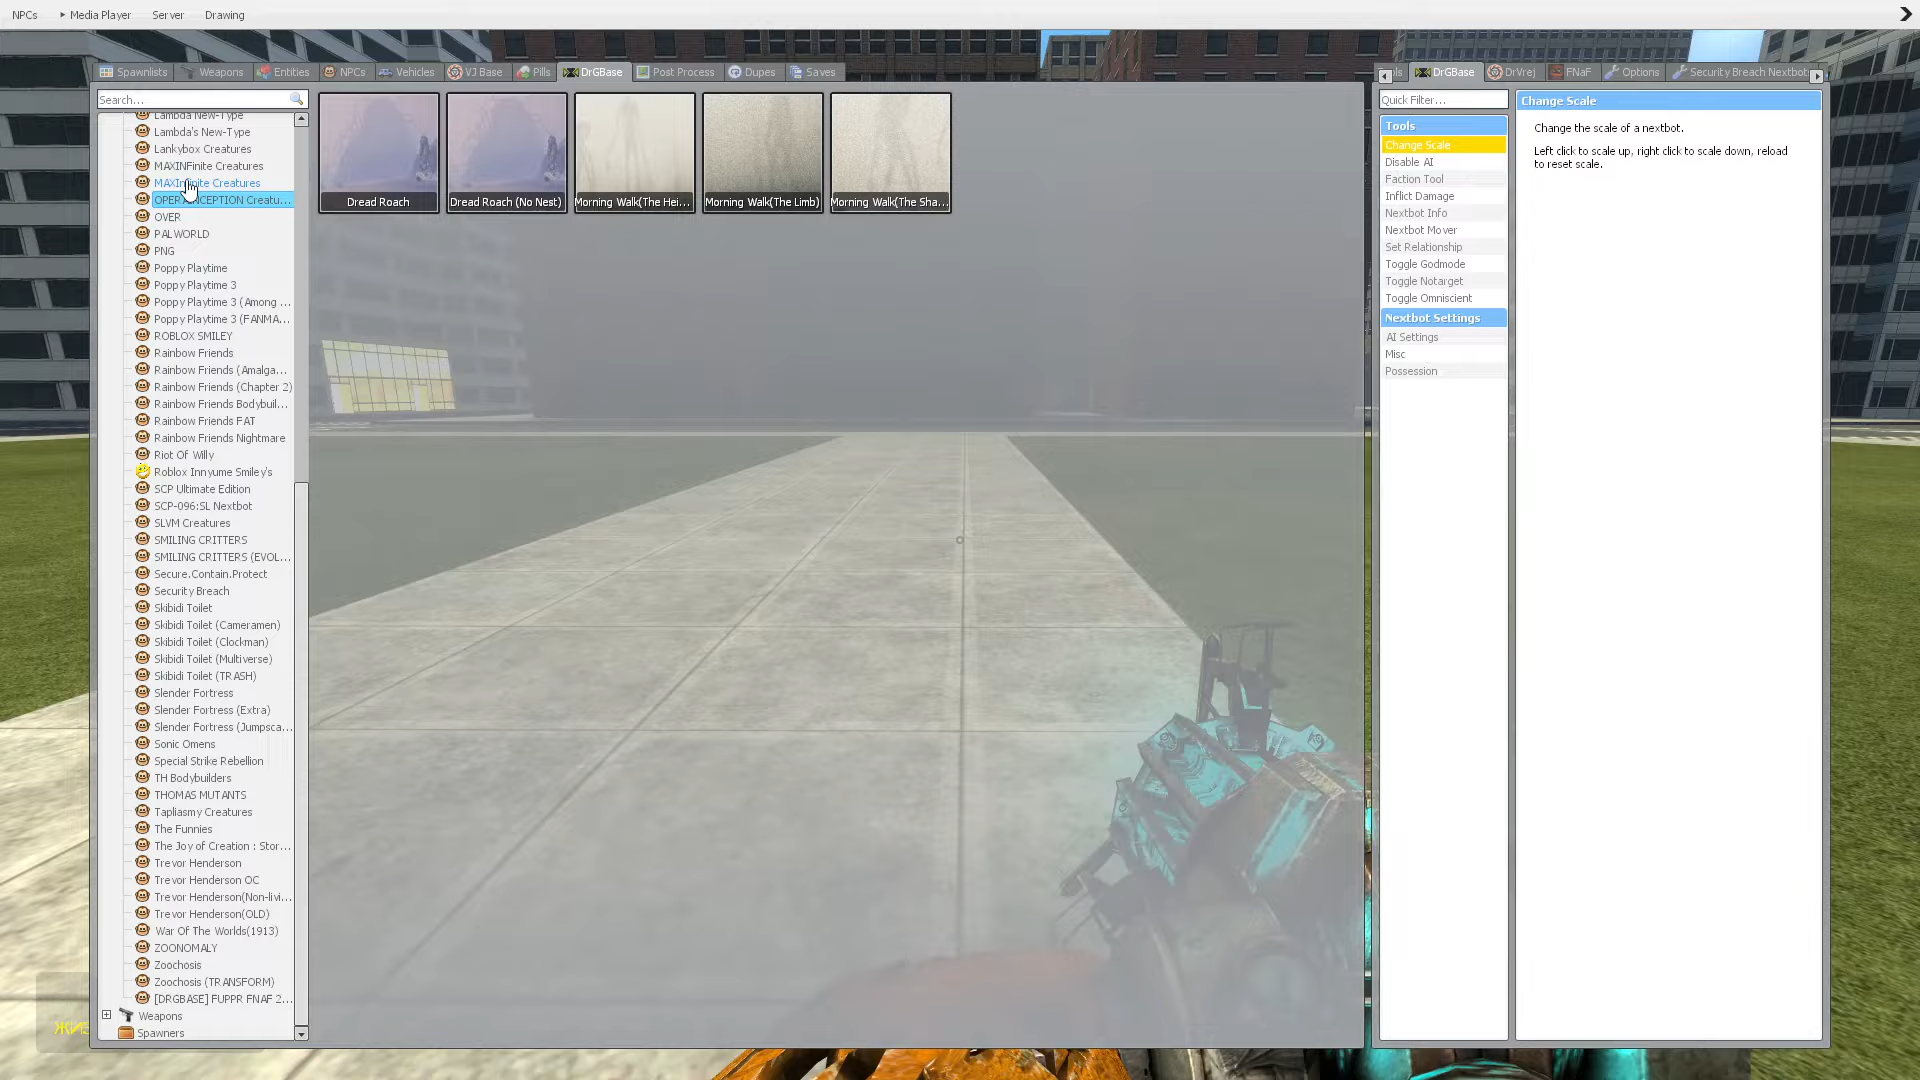 NPCs Media Player Server Drawing
Spawnlists Weapons Entities NPCs Vehicles VJ Base Pills DrGBase Post Process Dupes Saves
DrGBase DrVrej FNaF Options Security Breach Nextbots
Search...
Lambda New-Type
Lambda's New-Type
Lankybox Creatures
MAXINFinite Creatures
MAXInfinite Creatures
OVER
PALWORLD
PNG
Poppy Playtime
Poppy Playtime 3
Poppy Playtime 3 (Among ...
Poppy Playtime 3 (FANMA...
ROBLOX SMILEY
Rainbow Friends
Rainbow Friends (Amalga...
Rainbow Friends (Chapter 2)
Rainbow Friends Bodybuil...
Rainbow Friends FAT
Rainbow Friends Nightmare
Riot Of Willy
Roblox Innyume Smiley's
SCP Ultimate Edition
SCP-096:SL Nextbot
SLVM Creatures
SMILING CRITTERS
SMILING CRITTERS (EVOL...
Secure.Contain.Protect
Security Breach
Skibidi Toilet
Skibidi Toilet (Cameramen)
Skibidi Toilet (Clockman)
Skibidi Toilet (Multiverse)
Skibidi Toilet (TRASH)
Slender Fortress
Slender Fortress (Extra)
Slender Fortress (Jumpsca...
Sonic Omens
Special Strike Rebellion
TH Bodybuilders
THOMAS MUTANTS
Tapliasmy Creatures
The Funnies
The Joy of Creation : Stor...
Trevor Henderson
Trevor Henderson OC
Trevor Henderson(Non-livi...
Trevor Henderson(OLD)
War Of The Worlds(1913)
ZOONOMALY
Zoochosis
Zoochosis (TRANSFORM)
[DRGBASE] FUPPR FNAF 2...
Weapons
Spawners
Dread Roach
Dread Roach (No Nest)
Morning Walk(The Hei...
Morning Walk(The Limb)
Morning Walk(The Sha...
Quick Filter...
Tools
Change Scale
Disable AI
Faction Tool
Inflict Damage
Nextbot Info
Nextbot Mover
Set Relationship
Toggle Godmode
Toggle Notarget
Toggle Omniscient
Nextbot Settings
AI Settings
Misc
Possession
Change Scale
Change the scale of a nextbot.
Left click to scale up, right click to scale down, reload
to reset scale.